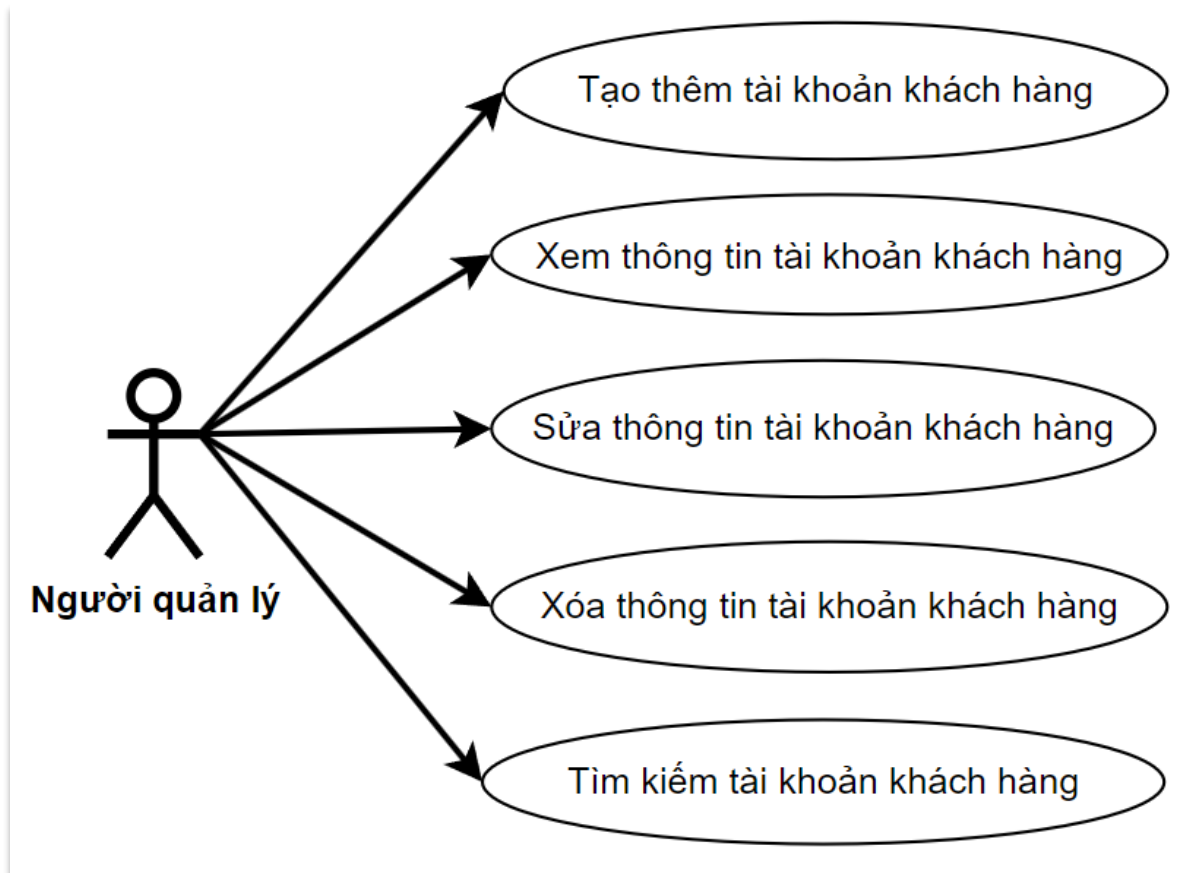 Tạo thêm tài khoản khách hàng
Xem thông tin tài khoản khách hàng
Sửa thông tin tài khoản khách hàng
Người quản lý
Xóa thông tin tài khoản khách hàng
Tìm kiếm tài khoản khách hàng